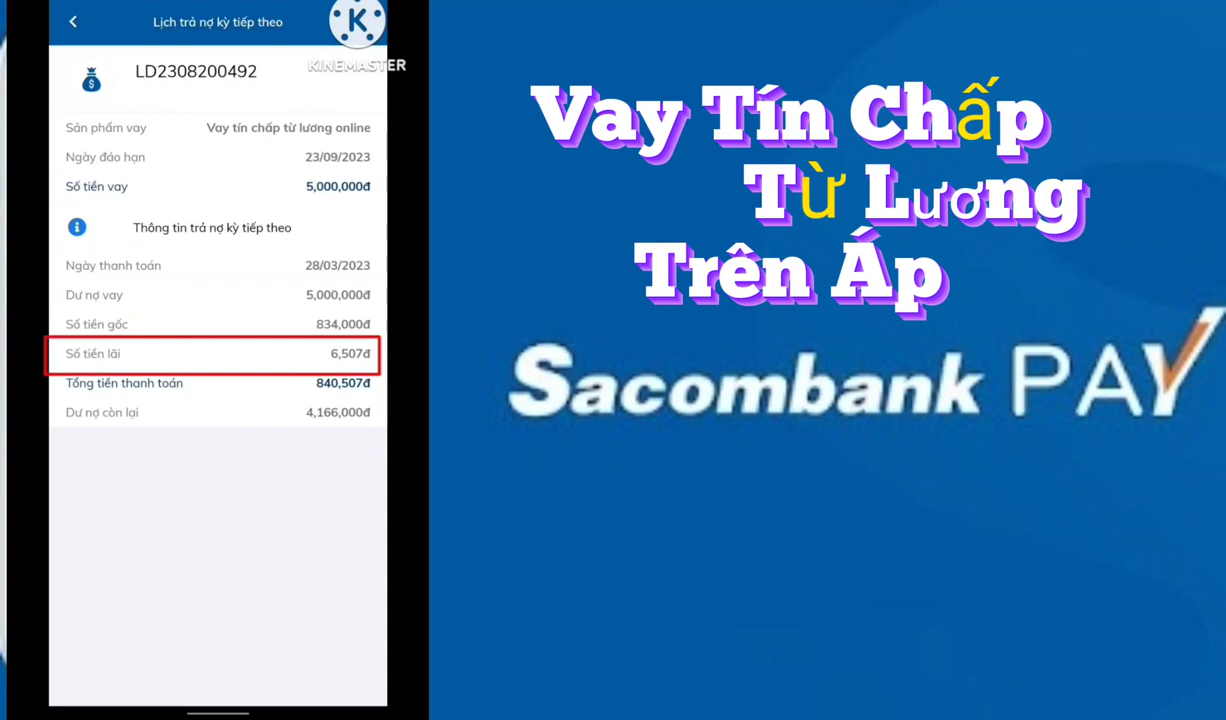 Lịch trả nợ kỳ tiếp theo
K
KINEMASTER
LD2308200492
Sản phẩm vay Vay tín chấp từ lương online
Ngày đáo hạn 23/09/2023
Số tiền vay 5,000,000đ
Thông tin trả nợ kỳ tiếp theo
Ngày thanh toán 28/03/2023
Dư nợ vay 5,000,000đ
Số tiền gốc 834,000đ
Số tiền lãi 6,507đ
Tổng tiền thanh toán 840,507đ
Dư nợ còn lại 4,166,000đ
Vay Tín Chấp
Từ Lương
Trên Áp
Sacombank PAY